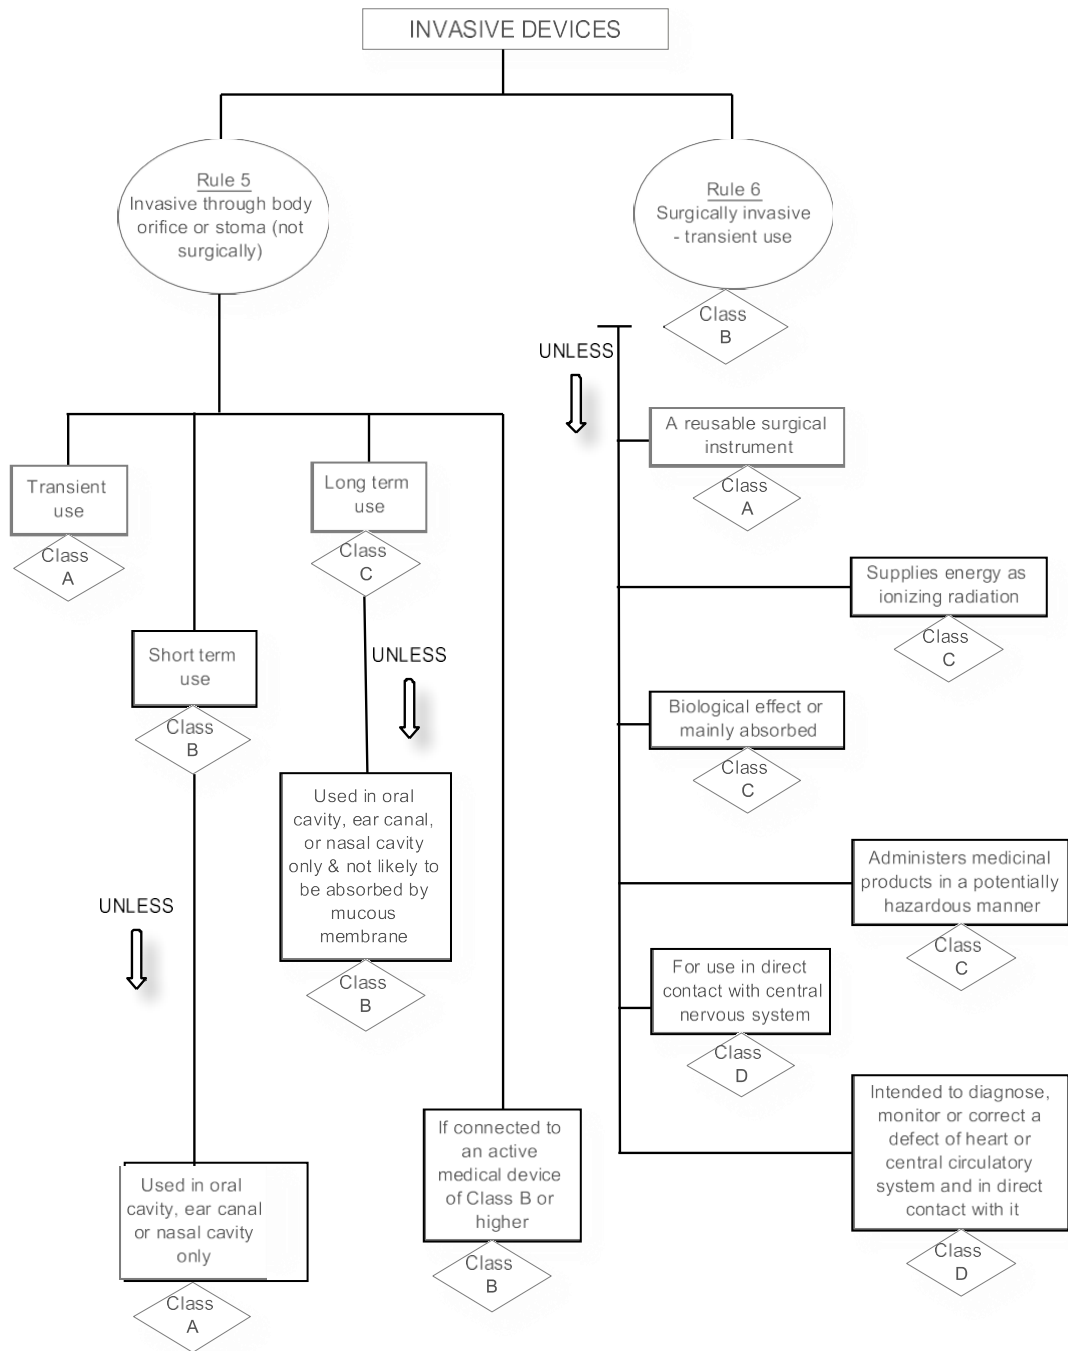 INVASIVE DEVICES
Rule 5
Invasive through body
orifice or stoma (not
surgically)
Rule 6
Surgically invasive
- transient use
Class
B
UNLESS
A reusable surgical
instrument
Class
A
Transient
use
Class
A
Long term
use
Class
C
Supplies energy as
ionizing radiation
Class
C
Short term
use
Class
B
UNLESS
Biological effect or
mainly absorbed
Class
C
Used in oral
cavity, ear canal,
or nasal cavity
only & not likely to
be absorbed by
mucous
membrane
Class
B
UNLESS
Administers medicinal
products in a potentially
hazardous manner
Class
C
For use in direct
contact with central
nervous system
Class
D
Intended to diagnose,
monitor or correct a
defect of heart or
central circulatory
system and in direct
contact with it
Class
D
If connected to
an active
medical device
of Class B or
higher
Class
B
Used in oral
cavity, ear canal
or nasal cavity
only
Class
A